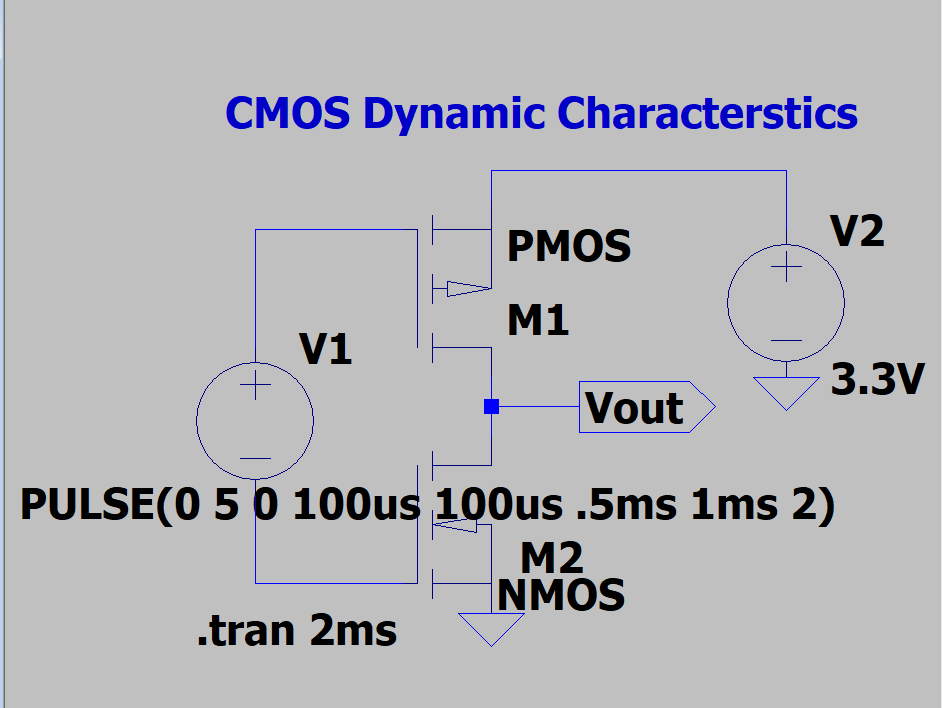 CMOS Dynamic Characterstics
V2
PMOS
M1
V1
3.3V
Vout
PULSE(0 5 0 100us 100us .5ms 1ms 2)
M2
NMOS
.tran 2ms